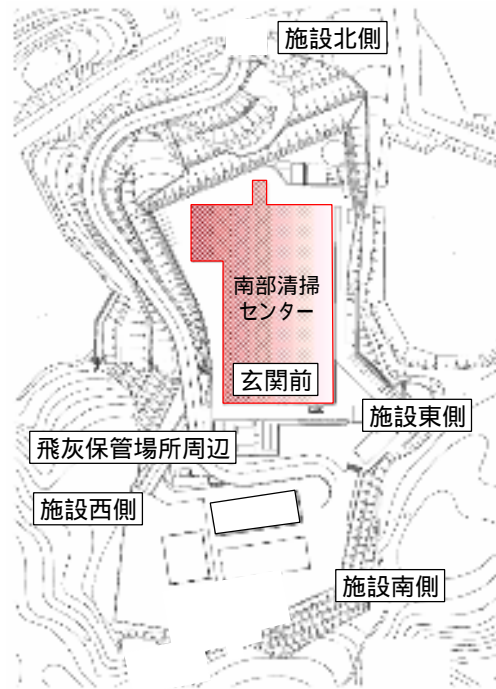 施設北側
南部清掃
センター
玄関前
施設東側
飛灰保管場所周辺
施設西側
施設南側